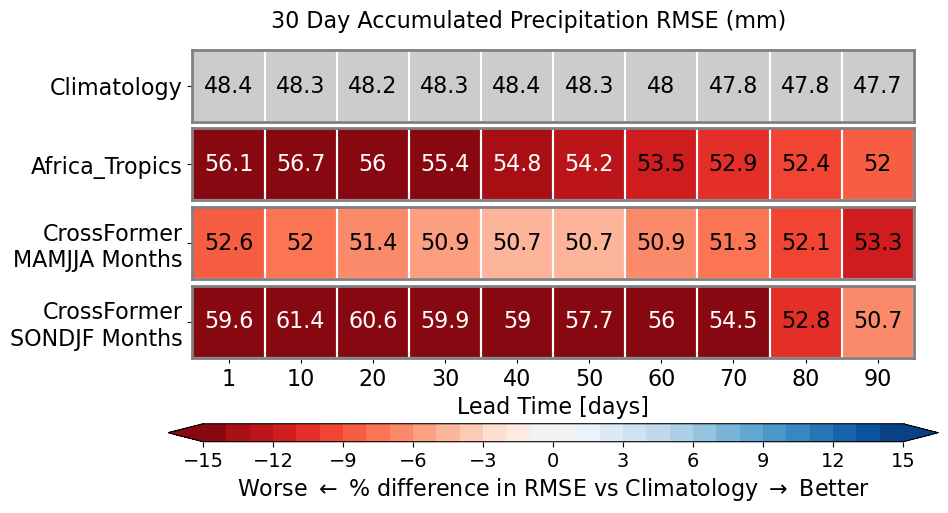 30 Day Accumulated Precipitation RMSE (mm)
Climatology 48.4 48.3 48.2 48.3 48.4 48.3 48 47.8 47.8 47.7
Africa_Tropics 56.1 56.7 56 55.4 54.8 54.2 53.5 52.9 52.4 52
CrossFormer
MAMJJA Months 52.6 52 51.4 50.9 50.7 50.7 50.9 51.3 52.1 53.3
CrossFormer
SONDJF Months 59.6 61.4 60.6 59.9 59 57.7 56 54.5 52.8 50.7
1 10 20 30 40 50 60 70 80 90
Lead Time [days]
−15 −12 −9 −6 −3 0 3 6 9 12 15
Worse ← % difference in RMSE vs Climatology → Better